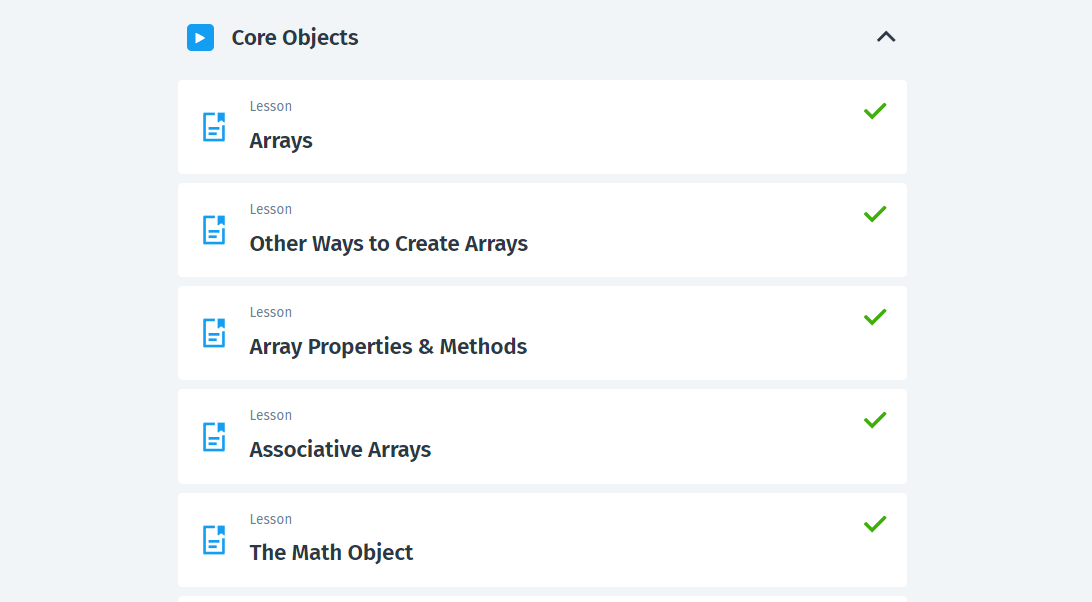 Core Objects
Lesson
Arrays
Lesson
Other Ways to Create Arrays
Lesson
Array Properties & Methods
Lesson
Associative Arrays
Lesson
The Math Object